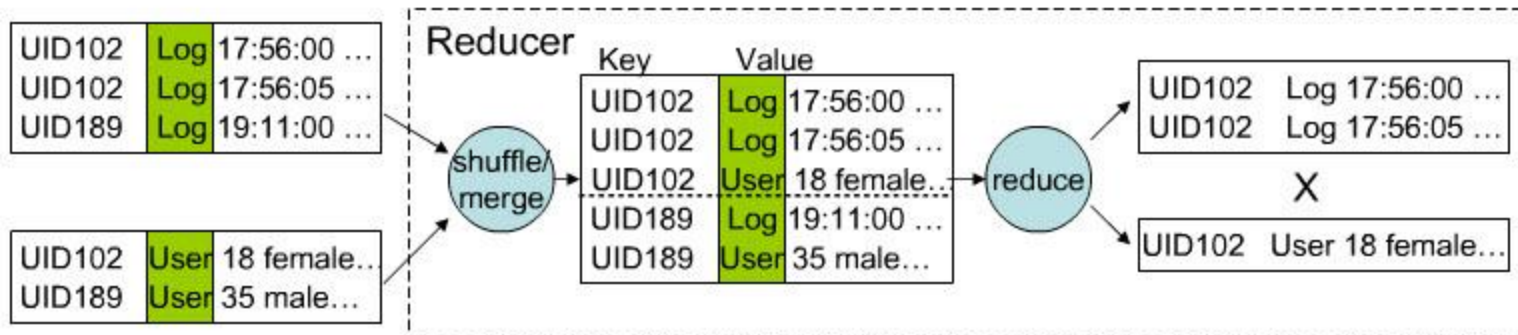 UID102 Log 17:56:00 …
UID102 Log 17:56:05 …
UID189 Log 19:11:00 …
UID102 User 18 female…
UID189 User 35 male…
Reducer
shuffle/
merge
Key Value
UID102 Log 17:56:00 …
UID102 Log 17:56:05 …
UID102 User 18 female…
UID189 Log 19:11:00 …
UID189 User 35 male…
reduce
UID102 Log 17:56:00 …
UID102 Log 17:56:05 …
X
UID102 User 18 female…